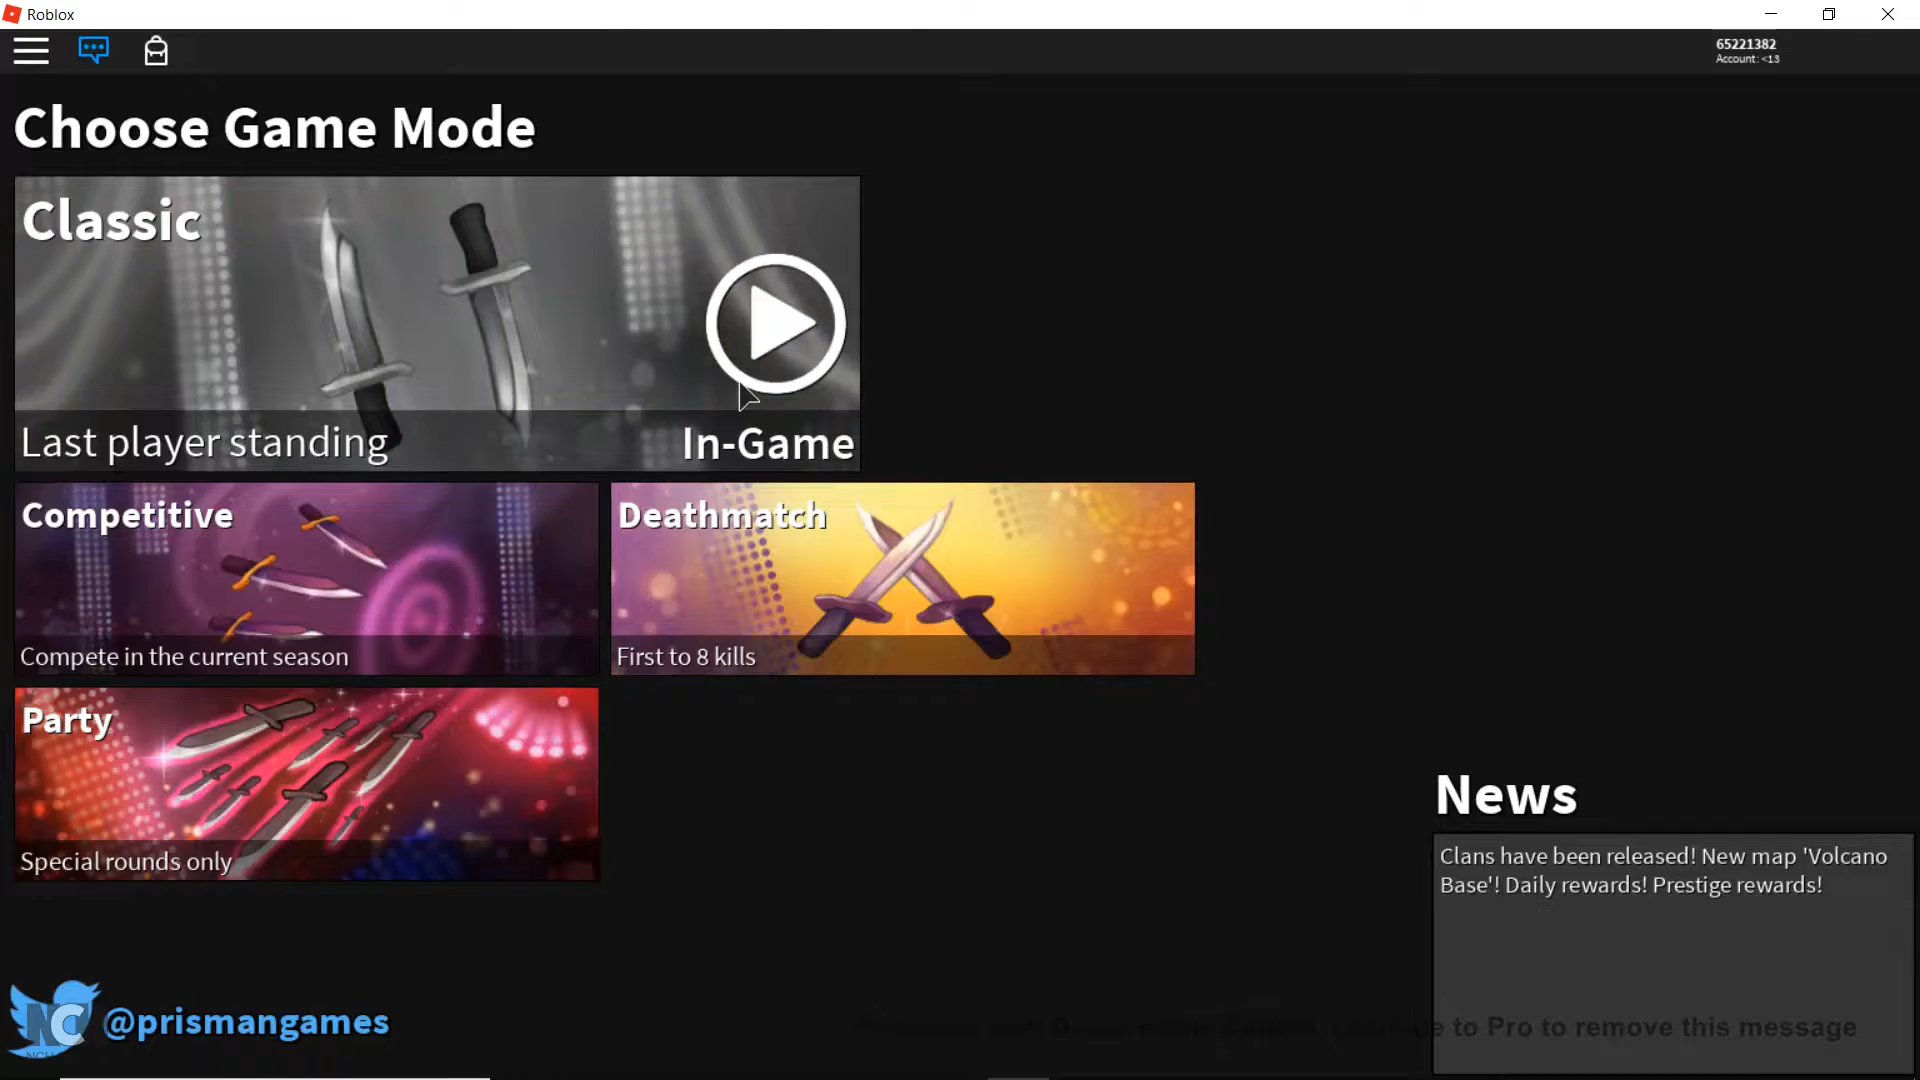 Roblox
65221382
Account: <13
Choose Game Mode
Classic
Last player standing
In-Game
Competitive
Compete in the current season
Deathmatch
First to 8 kills
Party
Special rounds only
News
Clans have been released! New map 'Volcano
Base'! Daily rewards! Prestige rewards!
NC
@prismangames
to Pro to remove this message